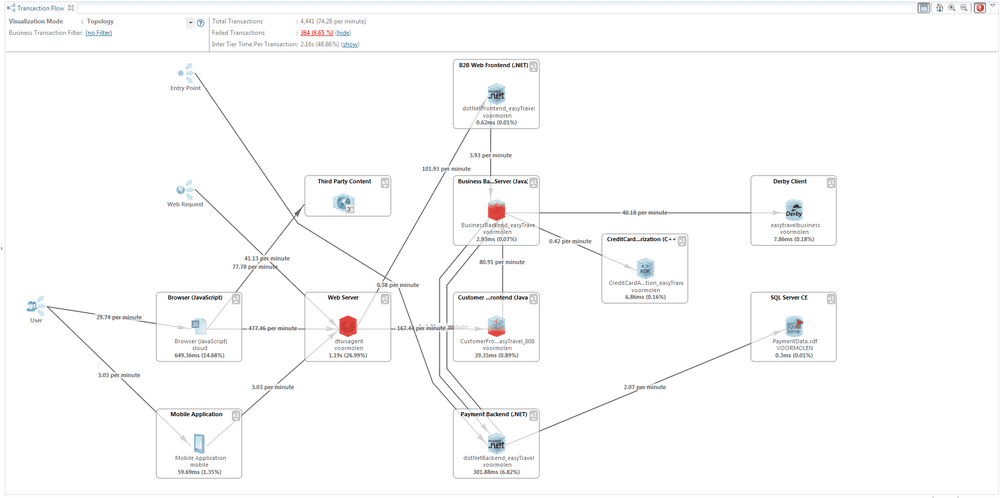 Transaction Flow
Visualization Mode : Topology
Business Transaction Filter: (no Filter)
Total Transactions : 4,441 (74.28 per minute)
Failed Transactions : 384 (8.65 %) (hide)
Inter Tier Time Per Transaction: 2.16s (48.86%) (show)
Entry Point
Web Request
User
B2B Web Frontend (.NET)
.net
dotNetFrontend_easyTravel
voormolen
0.62ms (0.01%)
3.93 per minute
101.93 per minute
Third Party Content
Business Ba...Server (Java)
BusinessBackend_easyTrave
voormolen
2.95ms (0.07%)
40.18 per minute
Derby Client
Derby
easytravelbusiness
voormolen
7.86ms (0.18%)
0.42 per minute
CreditCard...rization (C++
ADK
CreditCardA...tion_easyTrave
voormolen
6.86ms (0.16%)
41.13 per minute
77.78 per minute
0.38 per minute
80.91 per minute
Browser (JavaScript)
Browser (JavaScript)
cloud
649.36ms (14.68%)
29.74 per minute
477.46 per minute
Web Server
dtwsagent
voormolen
1.19s (26.99%)
167.44 per minute
Customer ...rontend (Java
CustomerFro...asyTravel_808
voormolen
39.35ms (0.89%)
SQL Server CE
PaymentData.sdf
VOORMOLEN
0.3ms (0.01%)
3.03 per minute
3.03 per minute
2.07 per minute
Mobile Application
Mobile Application
mobile
59.69ms (1.35%)
Payment Backend (.NET)
.net
dotNetBackend_easyTravel
voormolen
301.88ms (6.82%)